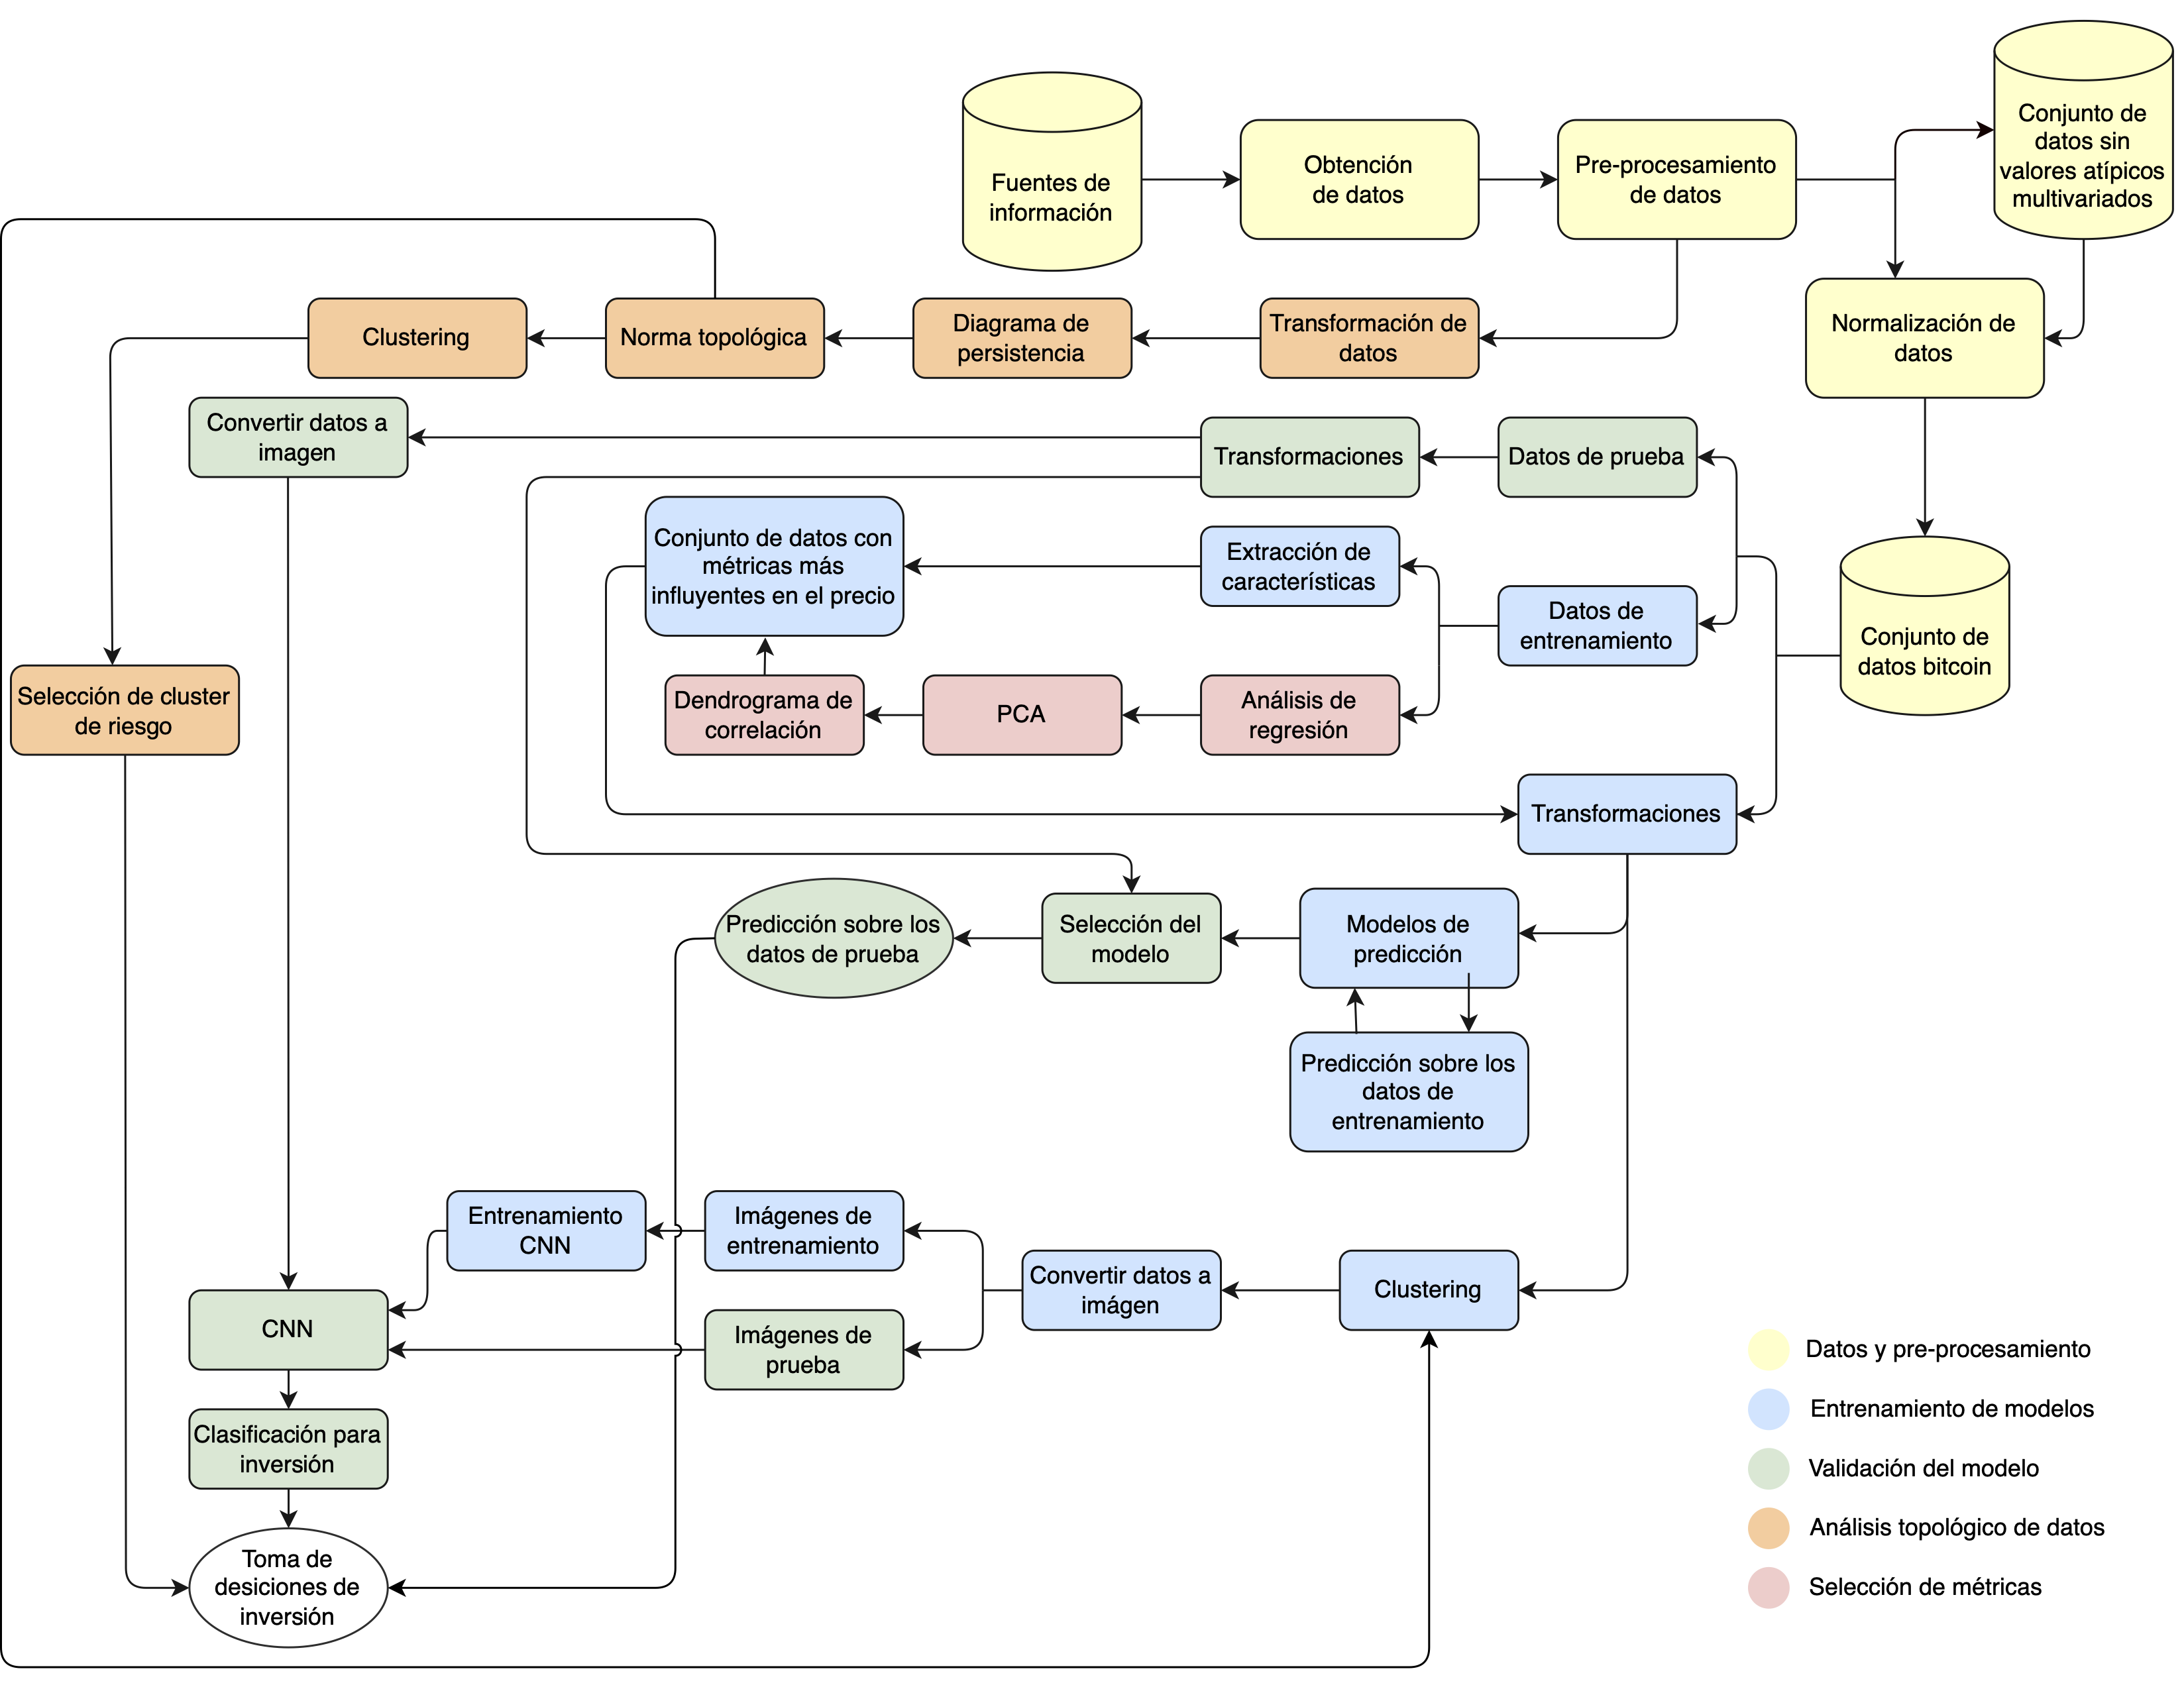 Conjunto de
datos sin
valores atípicos
multivariados
Fuentes de
información
Obtención
de datos
Pre-procesamiento
de datos
Clustering
Norma topológica
Diagrama de
persistencia
Transformación de
datos
Normalización de
datos
Convertir datos a
imagen
Transformaciones
Datos de prueba
Conjunto de datos con
métricas más
influyentes en el precio
Extracción de
características
Datos de
entrenamiento
Conjunto de
datos bitcoin
Selección de cluster
de riesgo
Dendrograma de
correlación
PCA
Análisis de
regresión
Transformaciones
Predicción sobre los
datos de prueba
Selección del
modelo
Modelos de
predicción
Predicción sobre los
datos de
entrenamiento
Entrenamiento
CNN
Imágenes de
entrenamiento
Convertir datos a
imágen
Clustering
CNN
Imágenes de
prueba
Clasificación para
inversión
Toma de
desiciones de
inversión
Datos y pre-procesamiento
Entrenamiento de modelos
Validación del modelo
Análisis topológico de datos
Selección de métricas